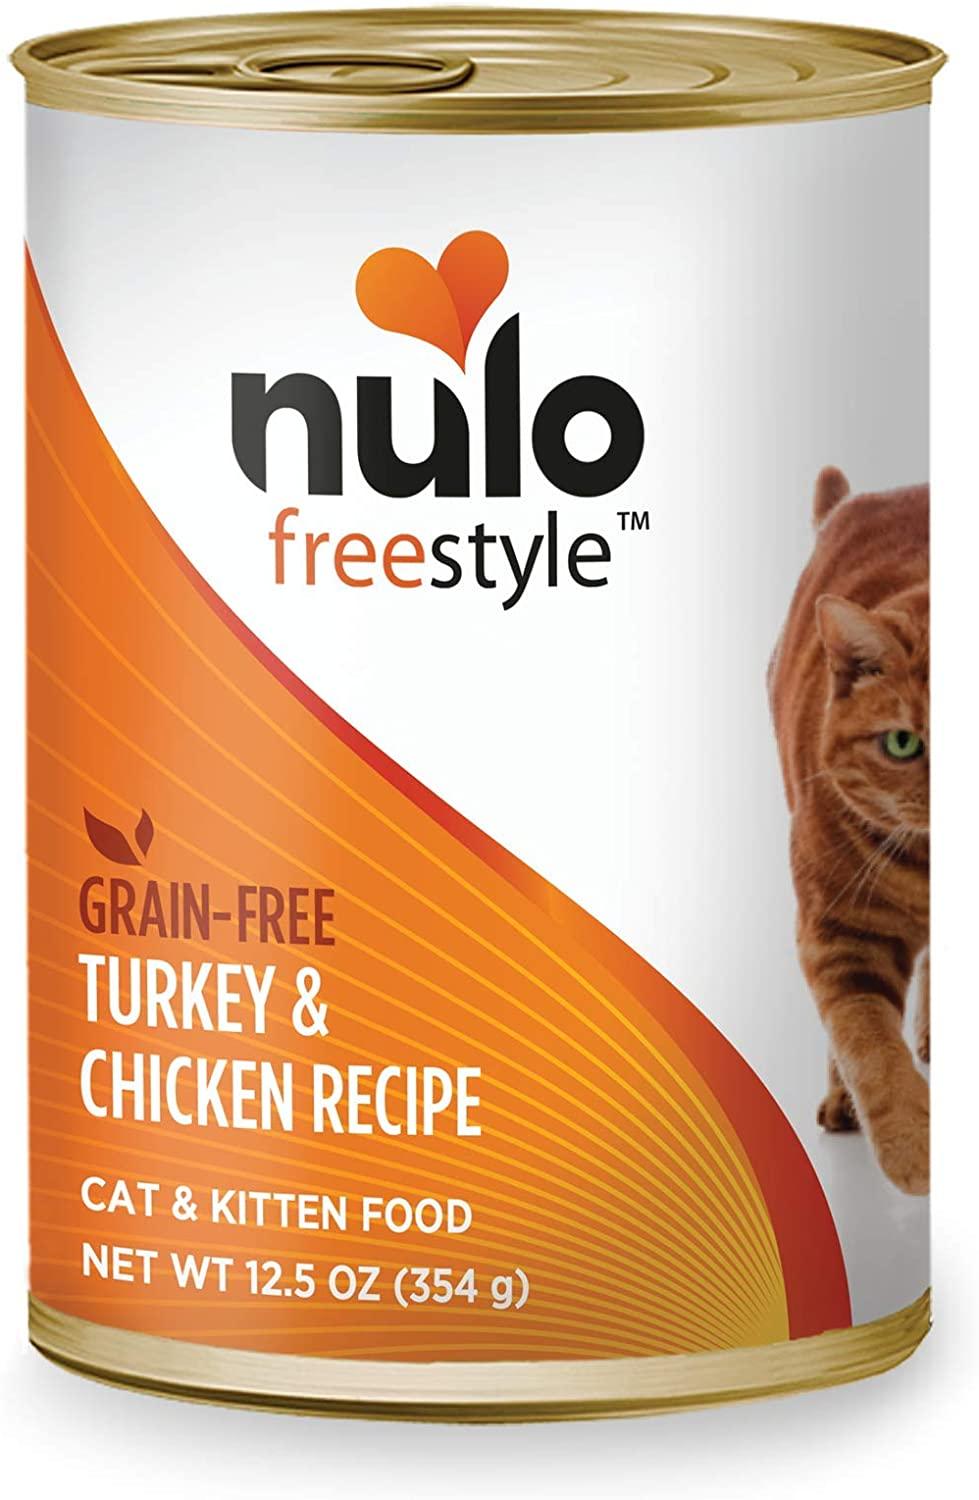 nulo
freestyle™
GRAIN-FREE
TURKEY &
CHICKEN RECIPE
CAT & KITTEN FOOD
NET WT 12.5 OZ (354 g)